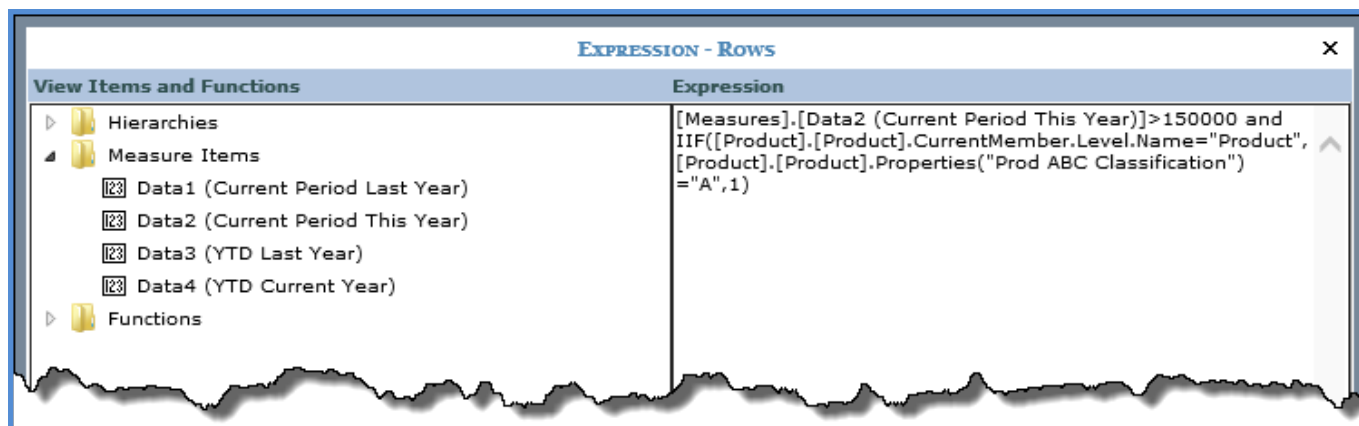 Expression - Rows
View Items and Functions
Expression
Hierarchies
Measure Items
Data1 (Current Period Last Year)
Data2 (Current Period This Year)
Data3 (YTD Last Year)
Data4 (YTD Current Year)
Functions
[Measures].[Data2 (Current Period This Year)]>150000 and
IIF([Product].[Product].CurrentMember.Level.Name="Product",
[Product].[Product].Properties("Prod ABC Classification")
="A",1)